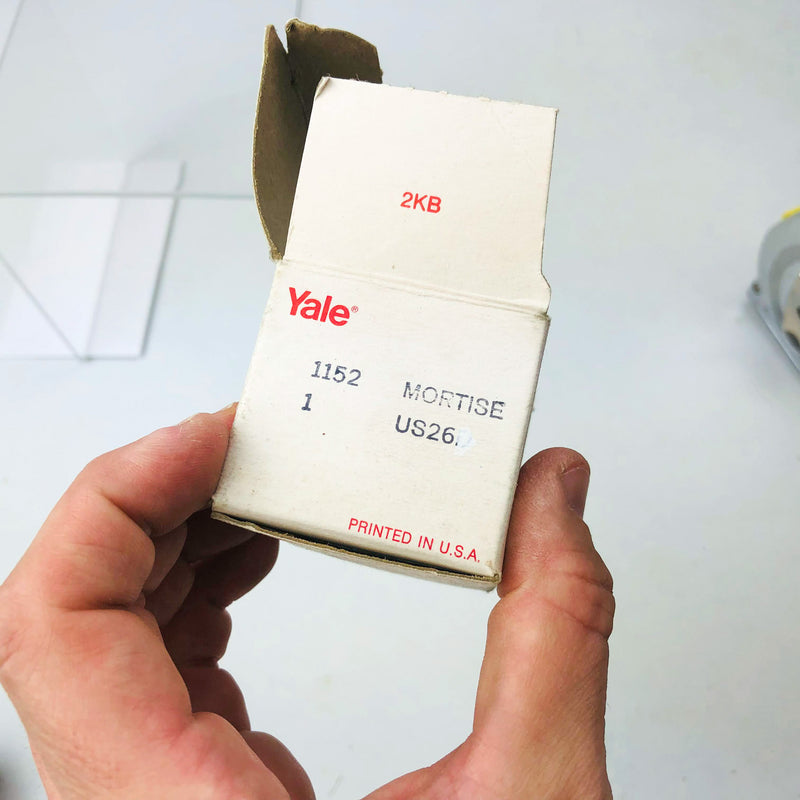 2KB
Yale®
1152 MORTISE
1 US26
PRINTED IN U.S.A.